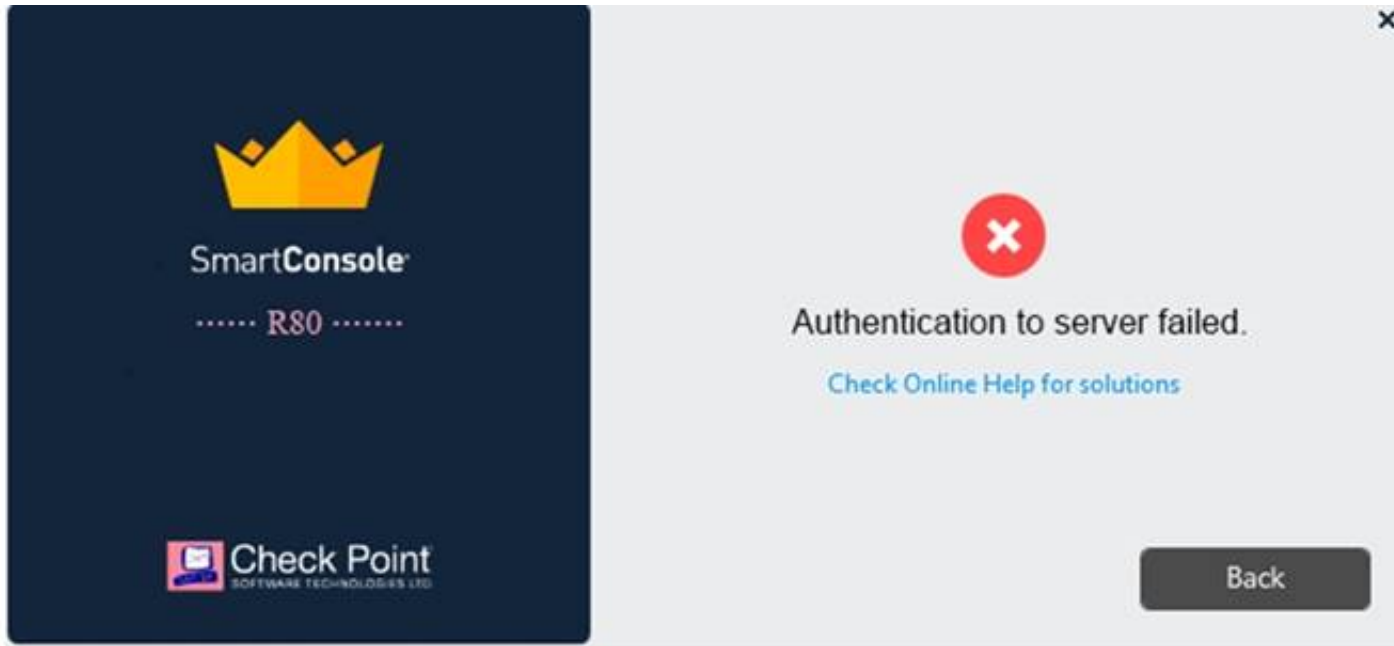 SmartConsole
...... R80 .......
Check Point
SOFTWARE TECHNOLOGIES LTD.
Authentication to server failed.
Check Online Help for solutions
Back